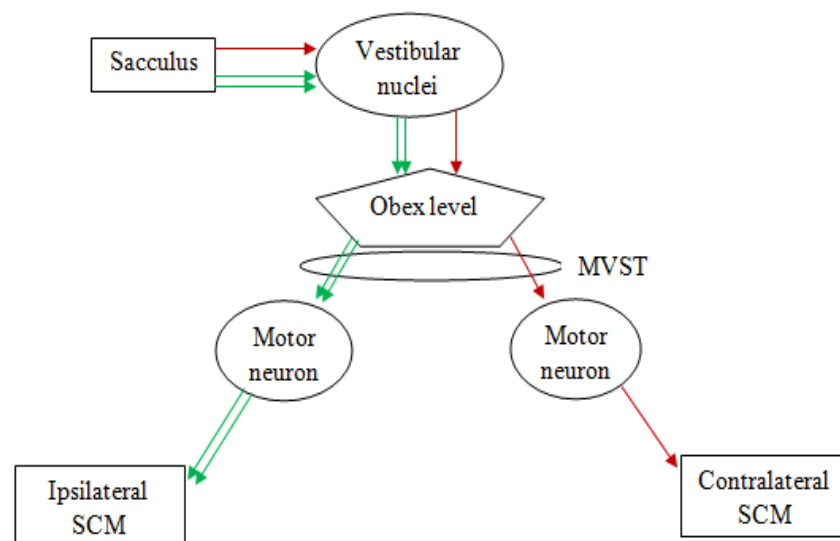 Sacculus
Vestibular
nuclei
Obex level
MVST
Motor
neuron
Motor
neuron
Ipsilateral
SCM
Contralateral
SCM